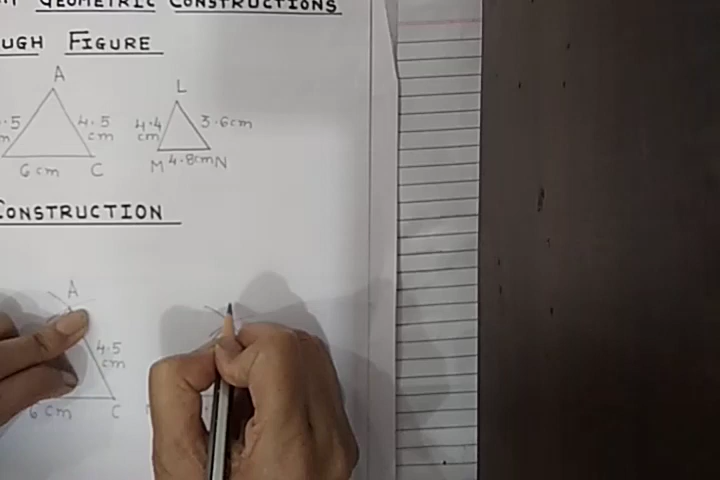 GEOMETRIC CONSTRUCTIONS
FIGURE
A
L
4.5
cm
4.4
cm
3.6cm
6cm
C
M 4.8cm N
CONSTRUCTION
A
4.5
cm
6 cm
C